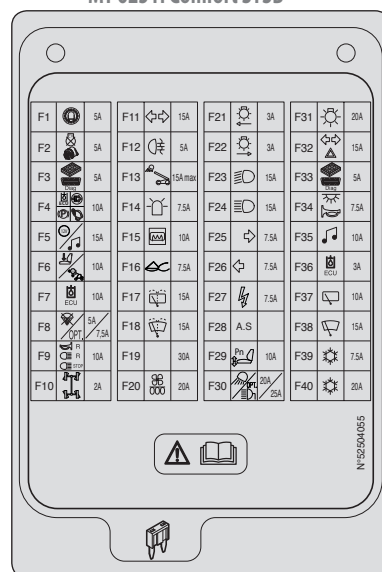 F1 5A F11 15A F21 3A F31 20A
F2 5A F12 5A F22 3A F32 15A
F3 Diag 5A F13 15A max F23 15A F33 Diag 5A
F4 ECU 10A F14 7.5A F24 15A F34 7.5A
F5 15A F15 10A F25 7.5A F35 10A
F6 10A F16 7.5A F26 7.5A F36 ECU 3A
F7 ECU 10A F17 15A F27 7.5A F37 10A
F8 OPT. 5A/7,5A F18 15A F28 A.S F38 15A
F9 R R STOP 10A F19 30A F29 Pn 10A F39 7.5A
F10 2A F20 20A F30 20A/25A F40 20A
N°52504055